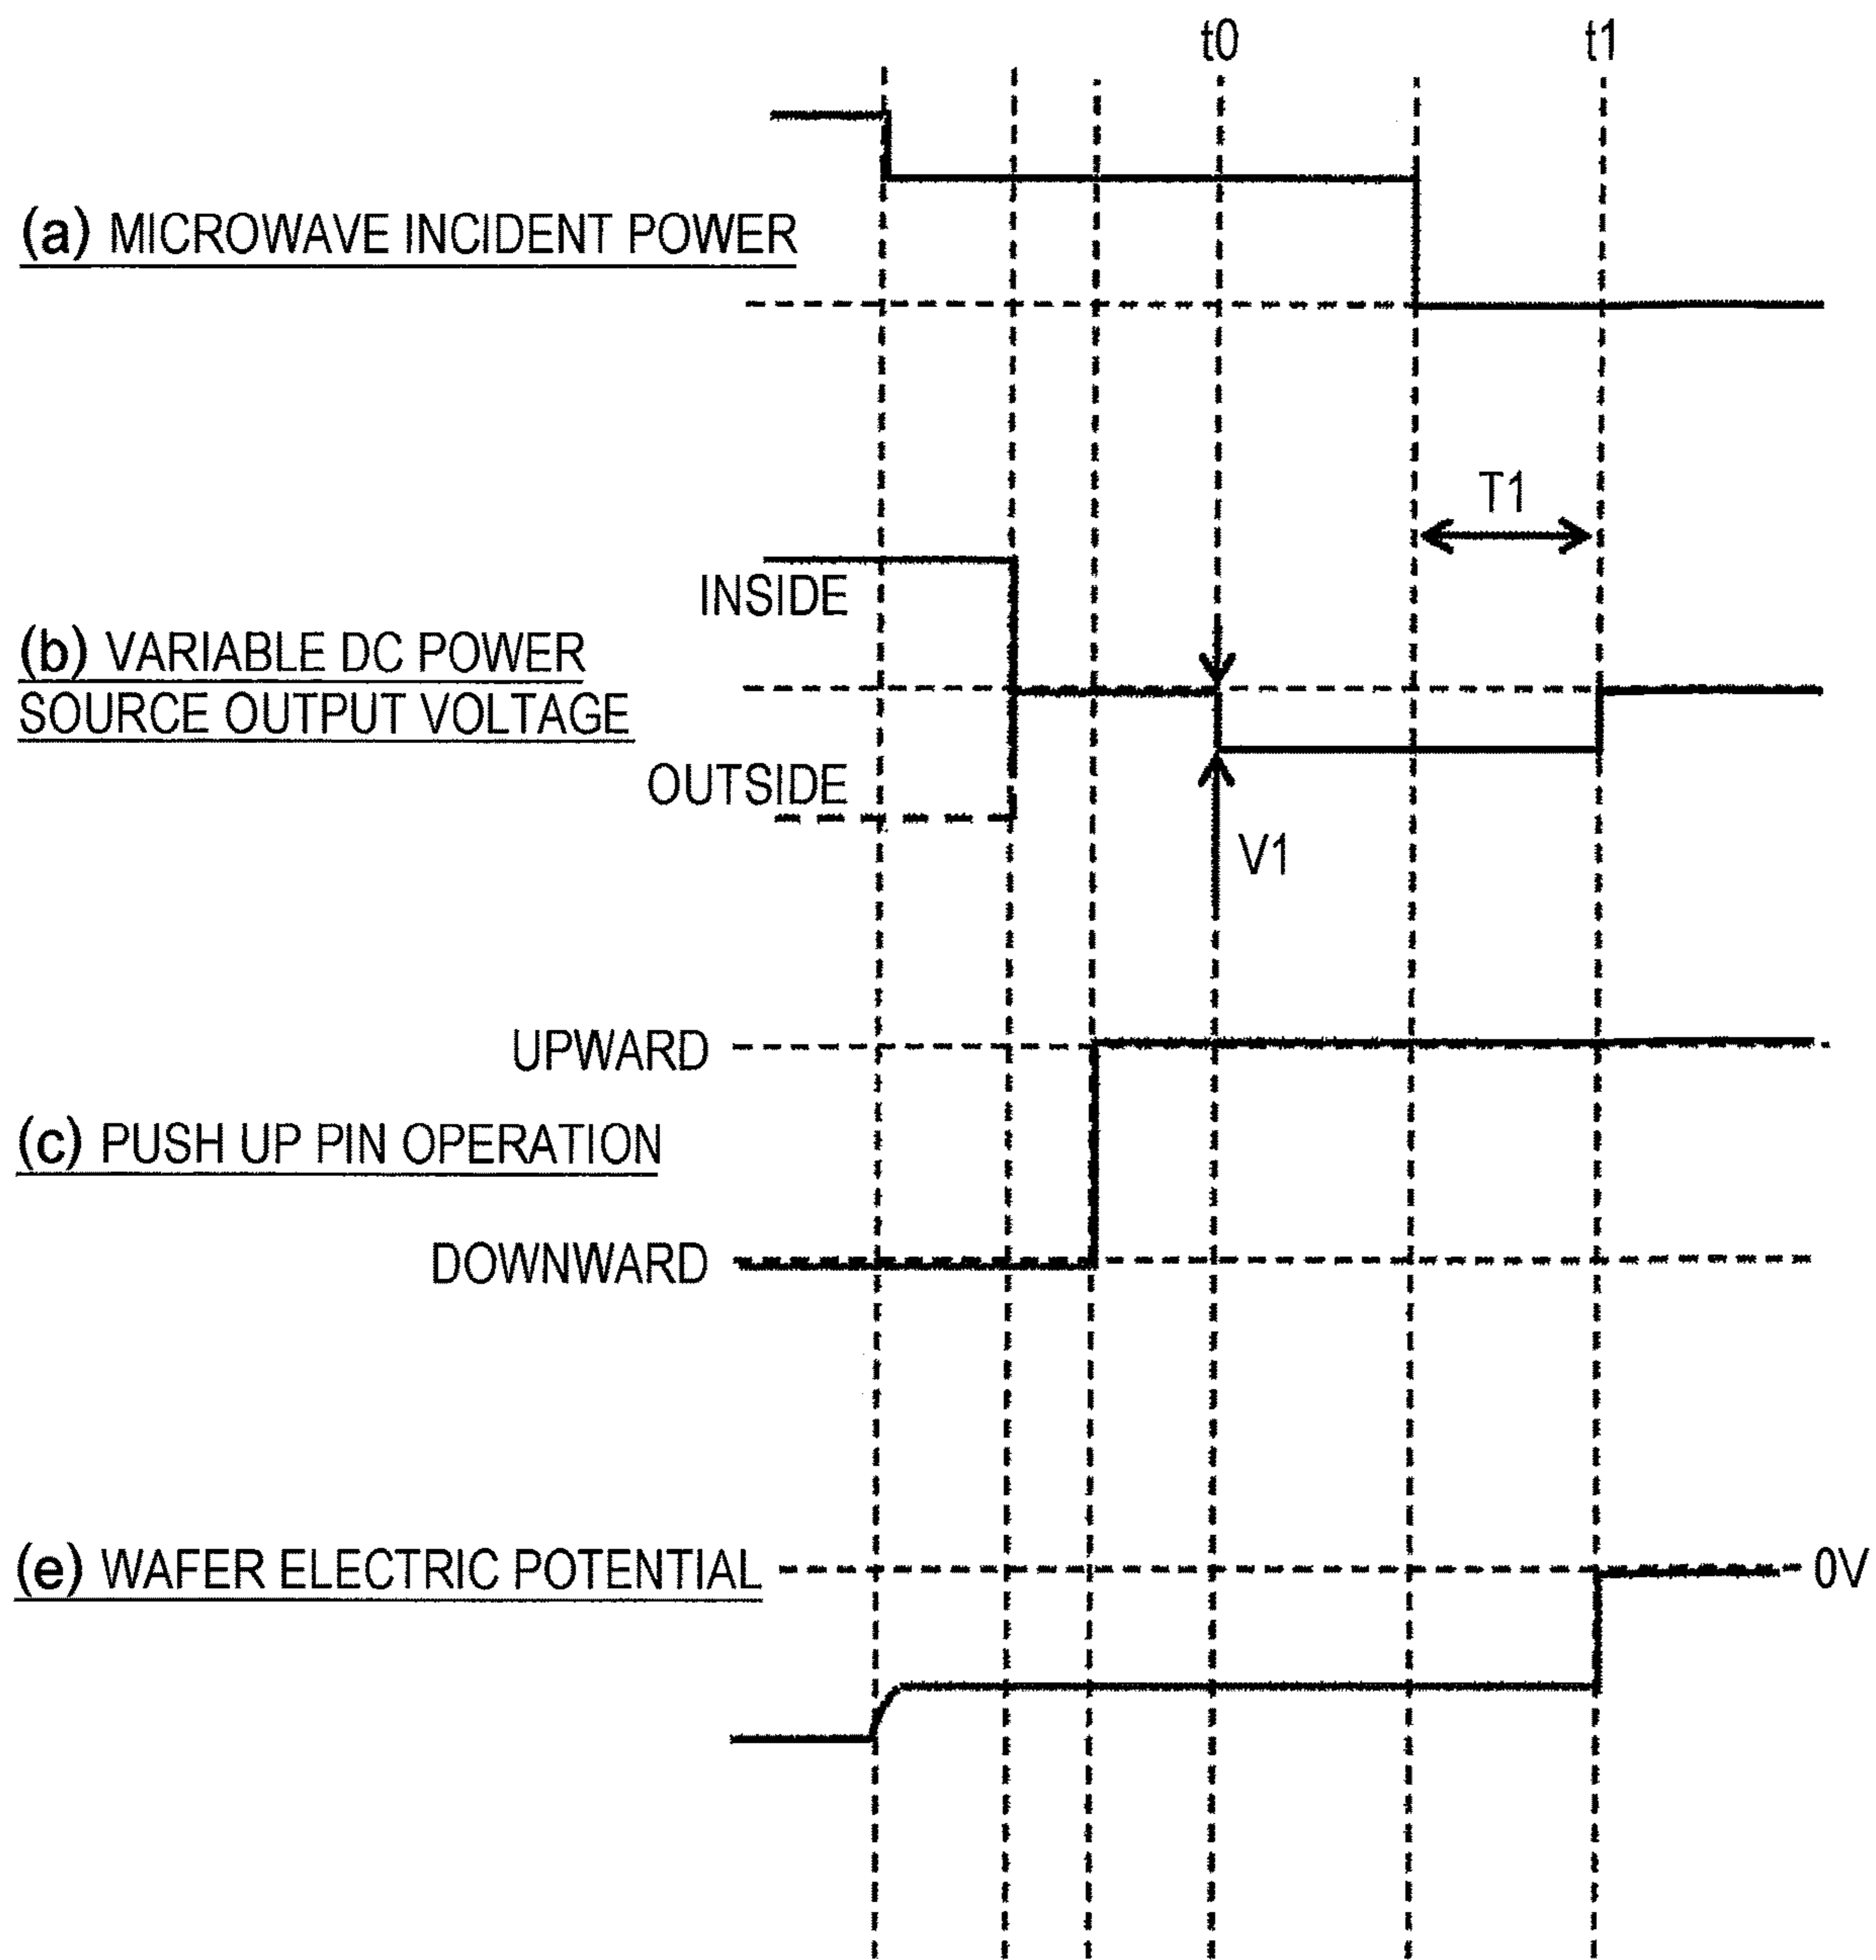 t0
t1
(a) MICROWAVE INCIDENT POWER
T1
INSIDE
(b) VARIABLE DC POWER
SOURCE OUTPUT VOLTAGE
OUTSIDE
V1
UPWARD
(c) PUSH UP PIN OPERATION
DOWNWARD
(e) WAFER ELECTRIC POTENTIAL
0V